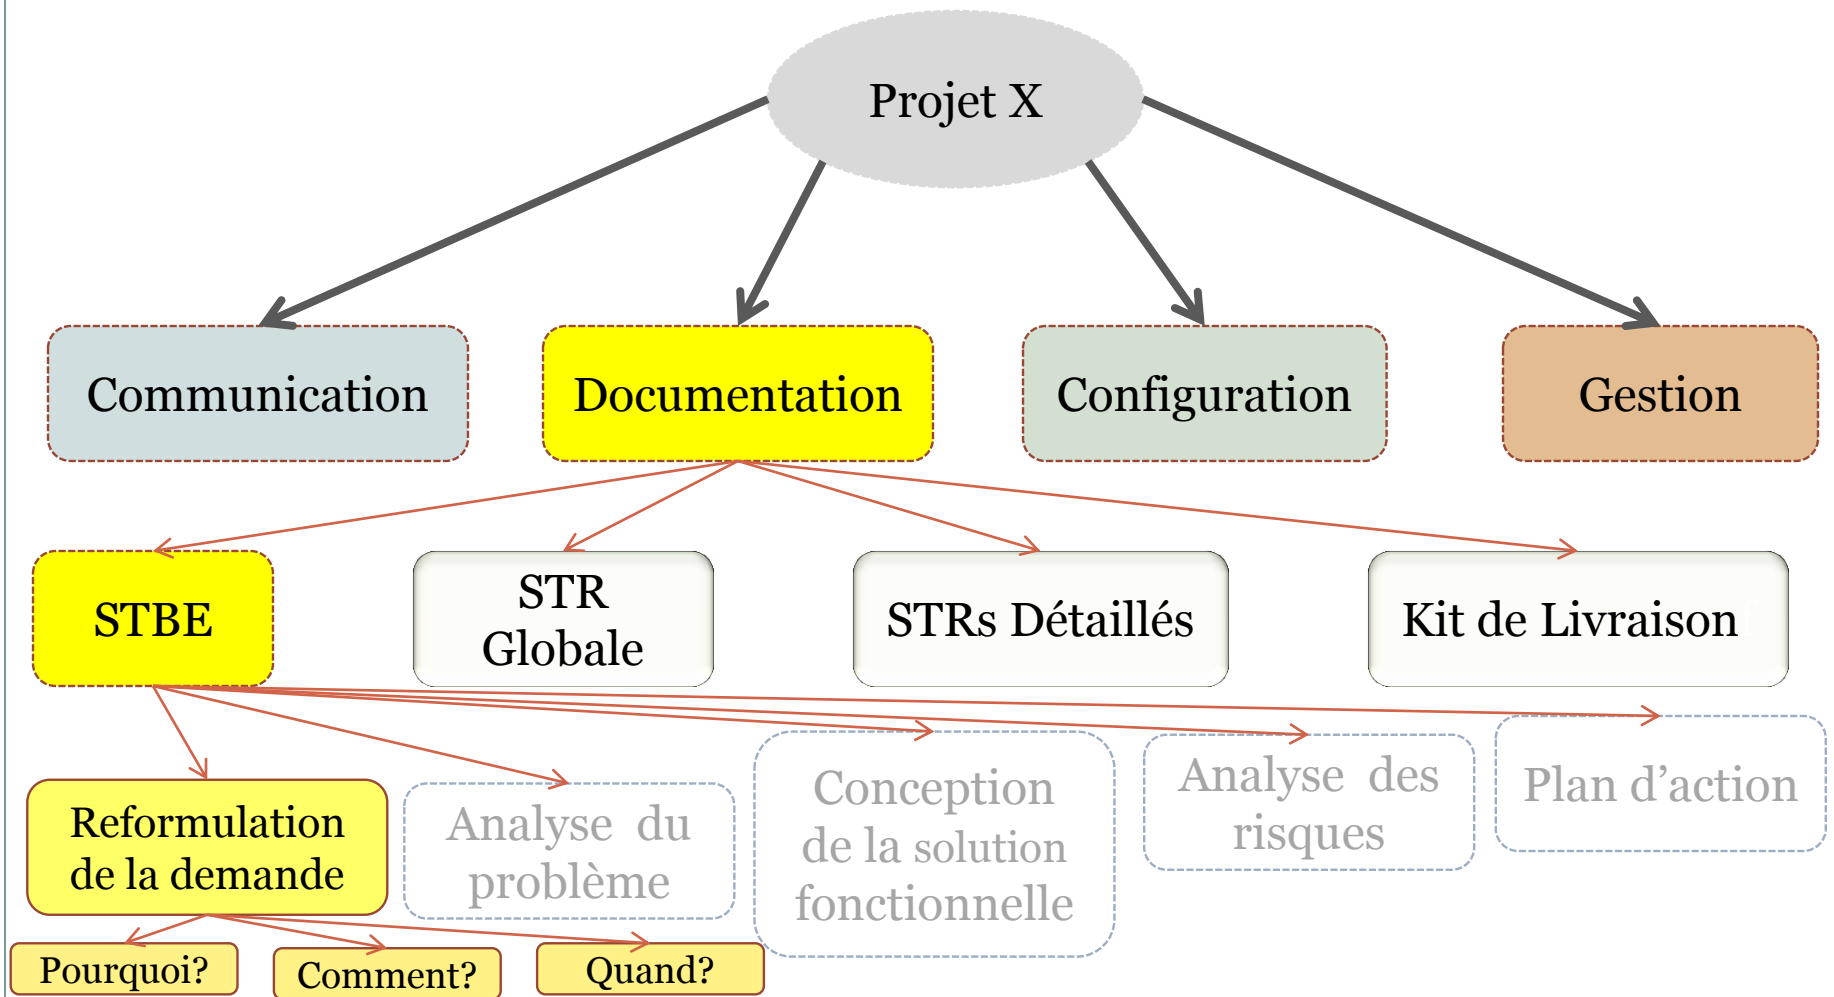 Projet X
Communication
Documentation
Configuration
Gestion
STBE
STR
Globale
STRs Détaillés
Kit de Livraison
Reformulation
de la demande
Analyse du
problème
Conception
de la solution
fonctionnelle
Analyse des
risques
Plan d’action
Pourquoi?
Comment?
Quand?